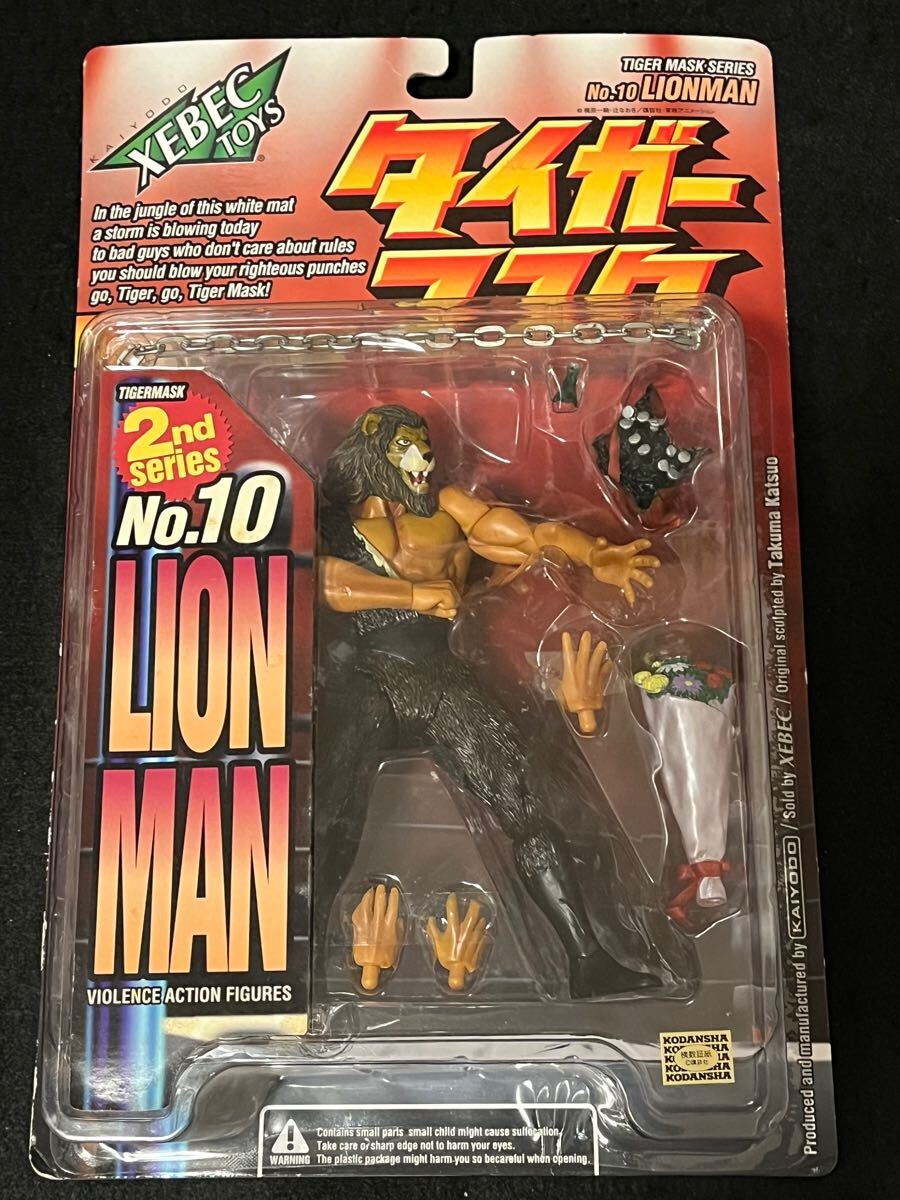 KAIYODO
XEBEC
TOYS
®
TIGER MASK SERIES
No.10 LIONMAN
タイガー
マスク
In the jungle of this white mat
a storm is blowing today
to bad guys who don't care about rules
you should blow your righteous punches
go, Tiger, go, Tiger Mask!
TIGERMASK
2nd
series
No.10
LION
MAN
VIOLENCE ACTION FIGURES
Produced and manufactured by KAIYODO / Sold by XEBEC / Original sculpted by Takuma Katsuo
KODANSHA
KODANSHA
WARNING
Contains small parts small child might cause suffocation.
Take care of sharp edge not to harm your eyes.
The plastic package might harm you so becareful when opening.